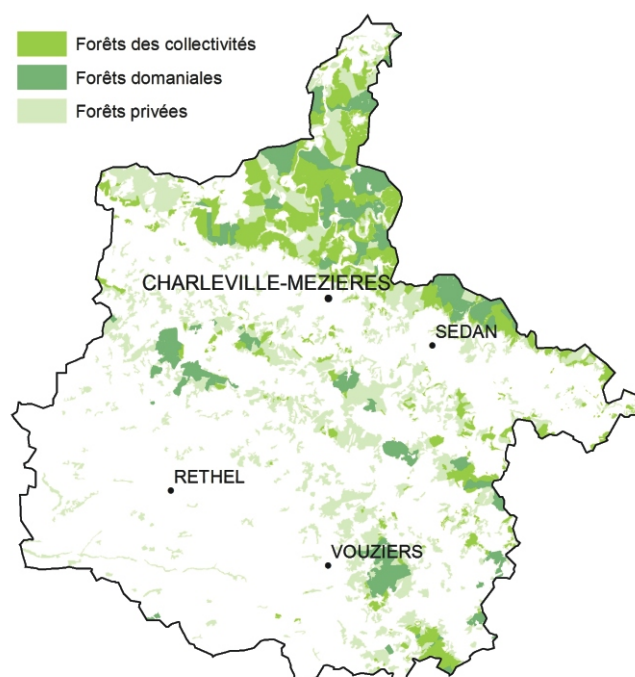 Forêts des collectivités
Forêts domaniales
Forêts privées
CHARLEVILLE-MEZIERES
SEDAN
RETHEL
VOUZIERS